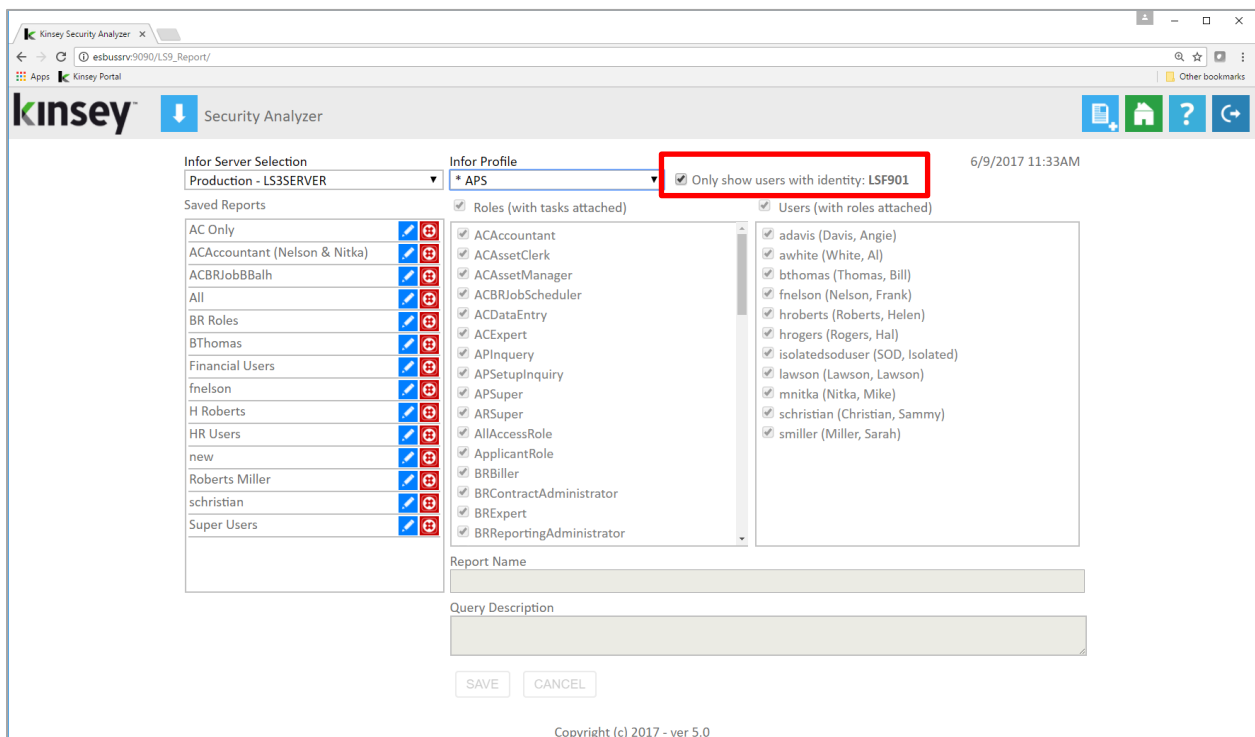 Kinsey Security Analyzer
esbussrv:9090/LS9_Report/
Apps Kinsey Portal Other bookmarks
kinsey Security Analyzer
Infor Server Selection Infor Profile 6/9/2017 11:33AM
Production - LS3SERVER * APS Only show users with identity: LSF901
Saved Reports Roles (with tasks attached) Users (with roles attached)
AC Only
ACAccountant (Nelson & Nitka)
ACBRJobBBalh
All
BR Roles
BThomas
Financial Users
fnelson
H Roberts
HR Users
new
Roberts Miller
schristian
Super Users
ACAccountant
ACAssetClerk
ACAssetManager
ACBRJobScheduler
ACDataEntry
ACExpert
APInquery
APSetupInquiry
APSuper
ARSuper
AllAccessRole
ApplicantRole
BRBiller
BRContractAdministrator
BRExpert
BRReportingAdministrator
adavis (Davis, Angie)
awhite (White, Al)
bthomas (Thomas, Bill)
fnelson (Nelson, Frank)
hroberts (Roberts, Helen)
hrogers (Rogers, Hal)
isolatedsoduser (SOD, Isolated)
lawson (Lawson, Lawson)
mnitka (Nitka, Mike)
schristian (Christian, Sammy)
smiller (Miller, Sarah)
Report Name
Query Description
SAVE CANCEL
Copyright (c) 2017 - ver 5.0